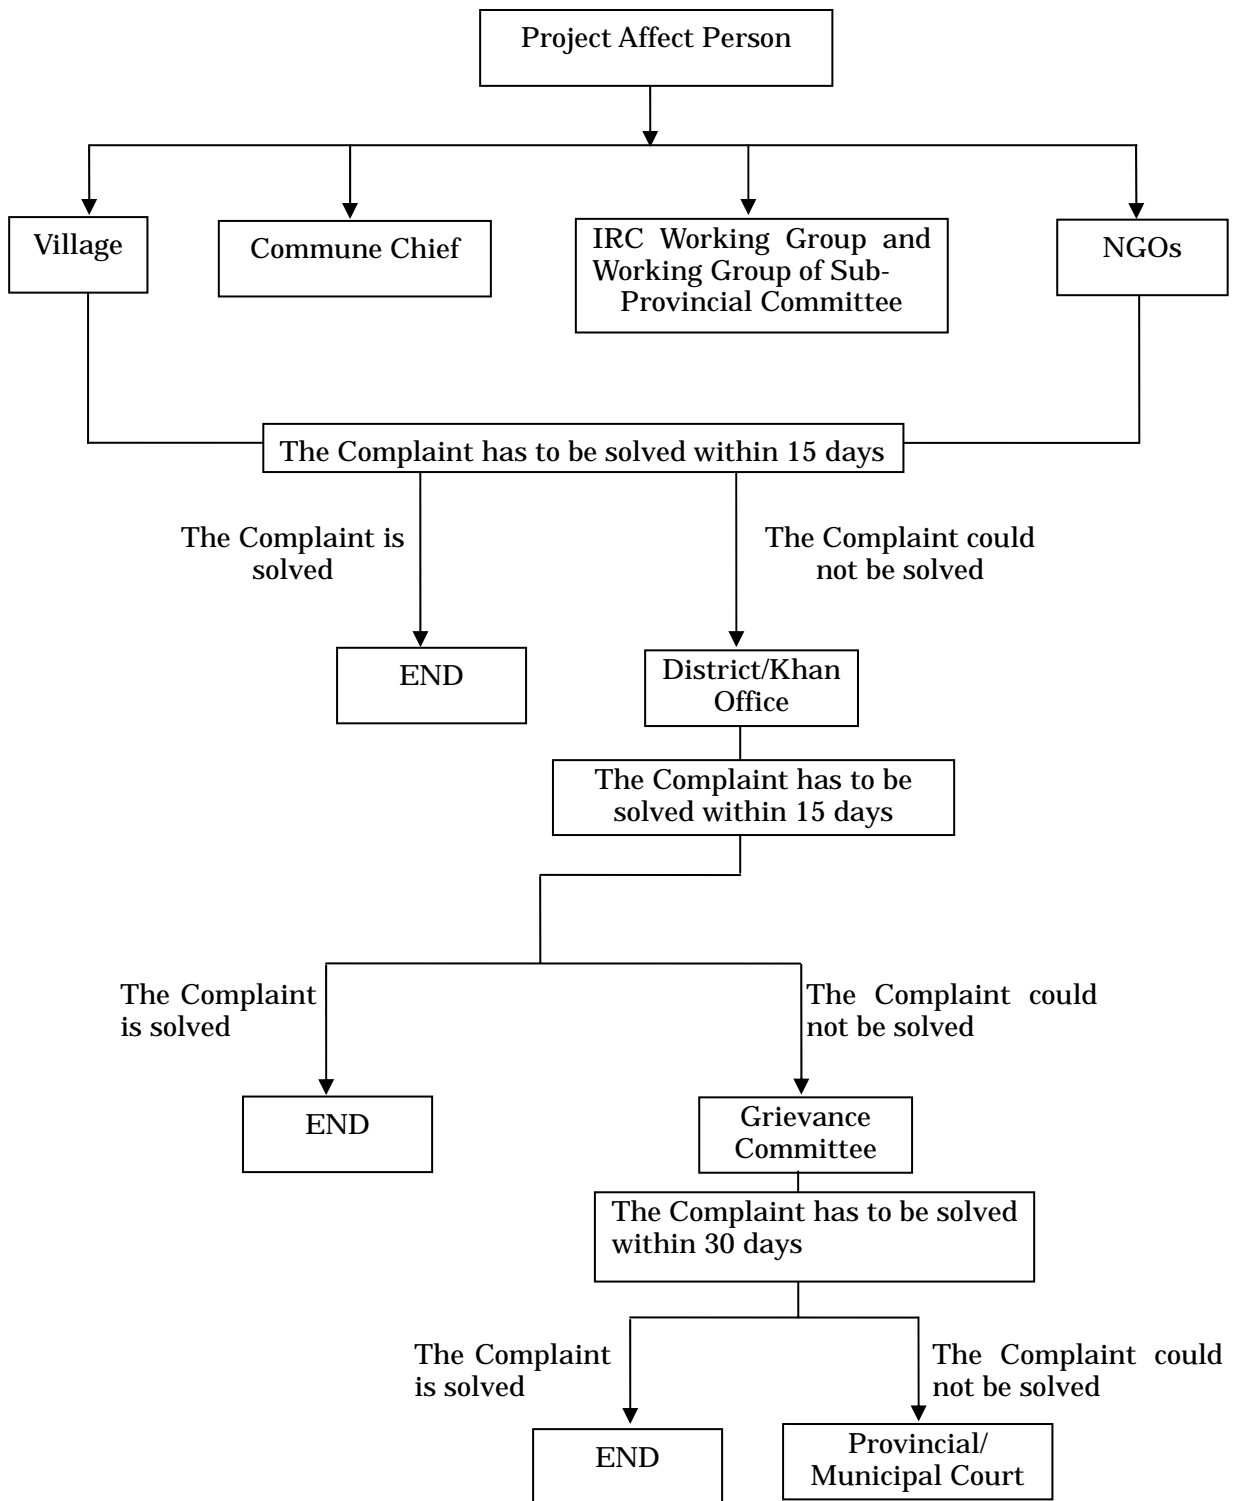 Project Affect Person
Village
Commune Chief
IRC Working Group and
Working Group of Sub-
Provincial Committee
NGOs
The Complaint has to be solved within 15 days
The Complaint is
solved
The Complaint could
not be solved
END
District/Khan
Office
The Complaint has to be
solved within 15 days
The Complaint
is solved
The Complaint could
not be solved
END
Grievance
Committee
The Complaint has to be solved
within 30 days
The Complaint
is solved
The Complaint could
not be solved
END
Provincial/
Municipal Court